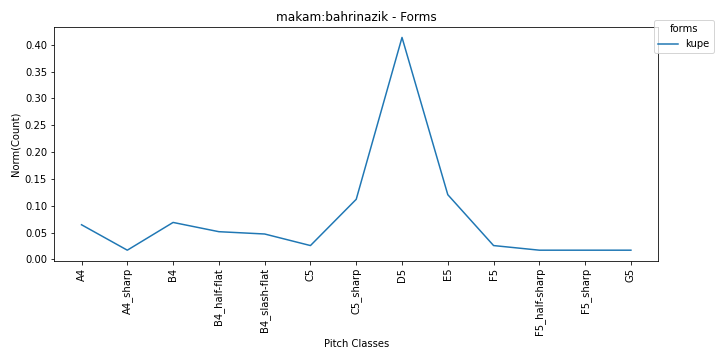 makam:bahrinazik - Forms
forms
kupe
Norm(Count)
0.40
0.35
0.30
0.25
0.20
0.15
0.10
0.05
0.00
A4
A4_sharp
B4
B4_half-flat
B4_slash-flat
C5
C5_sharp
D5
E5
F5
F5_half-sharp
F5_sharp
G5
Pitch Classes